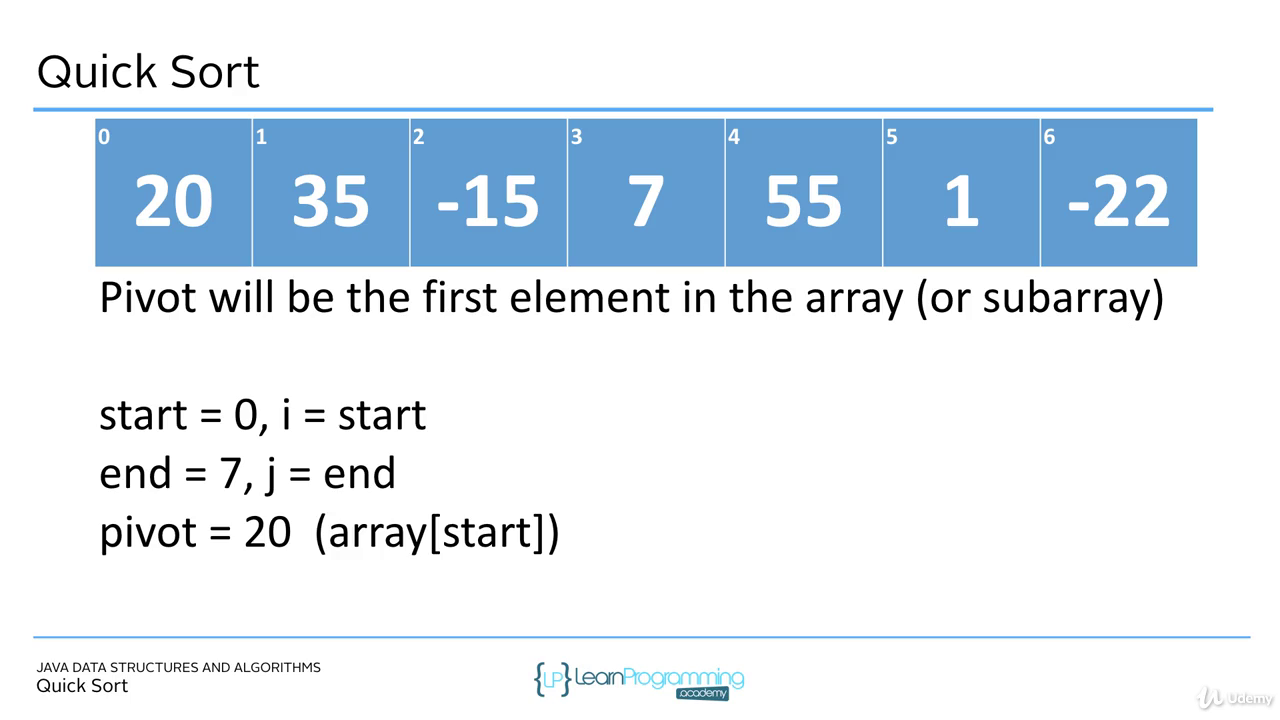 Quick Sort
0 1 2 3 4 5 6
20 35 -15 7 55 1 -22
Pivot will be the first element in the array (or subarray)
start = 0, i = start
end = 7, j = end
pivot = 20 (array[start])
JAVA DATA STRUCTURES AND ALGORITHMS
Quick Sort
{LP} LearnProgramming
.academy
Udemy